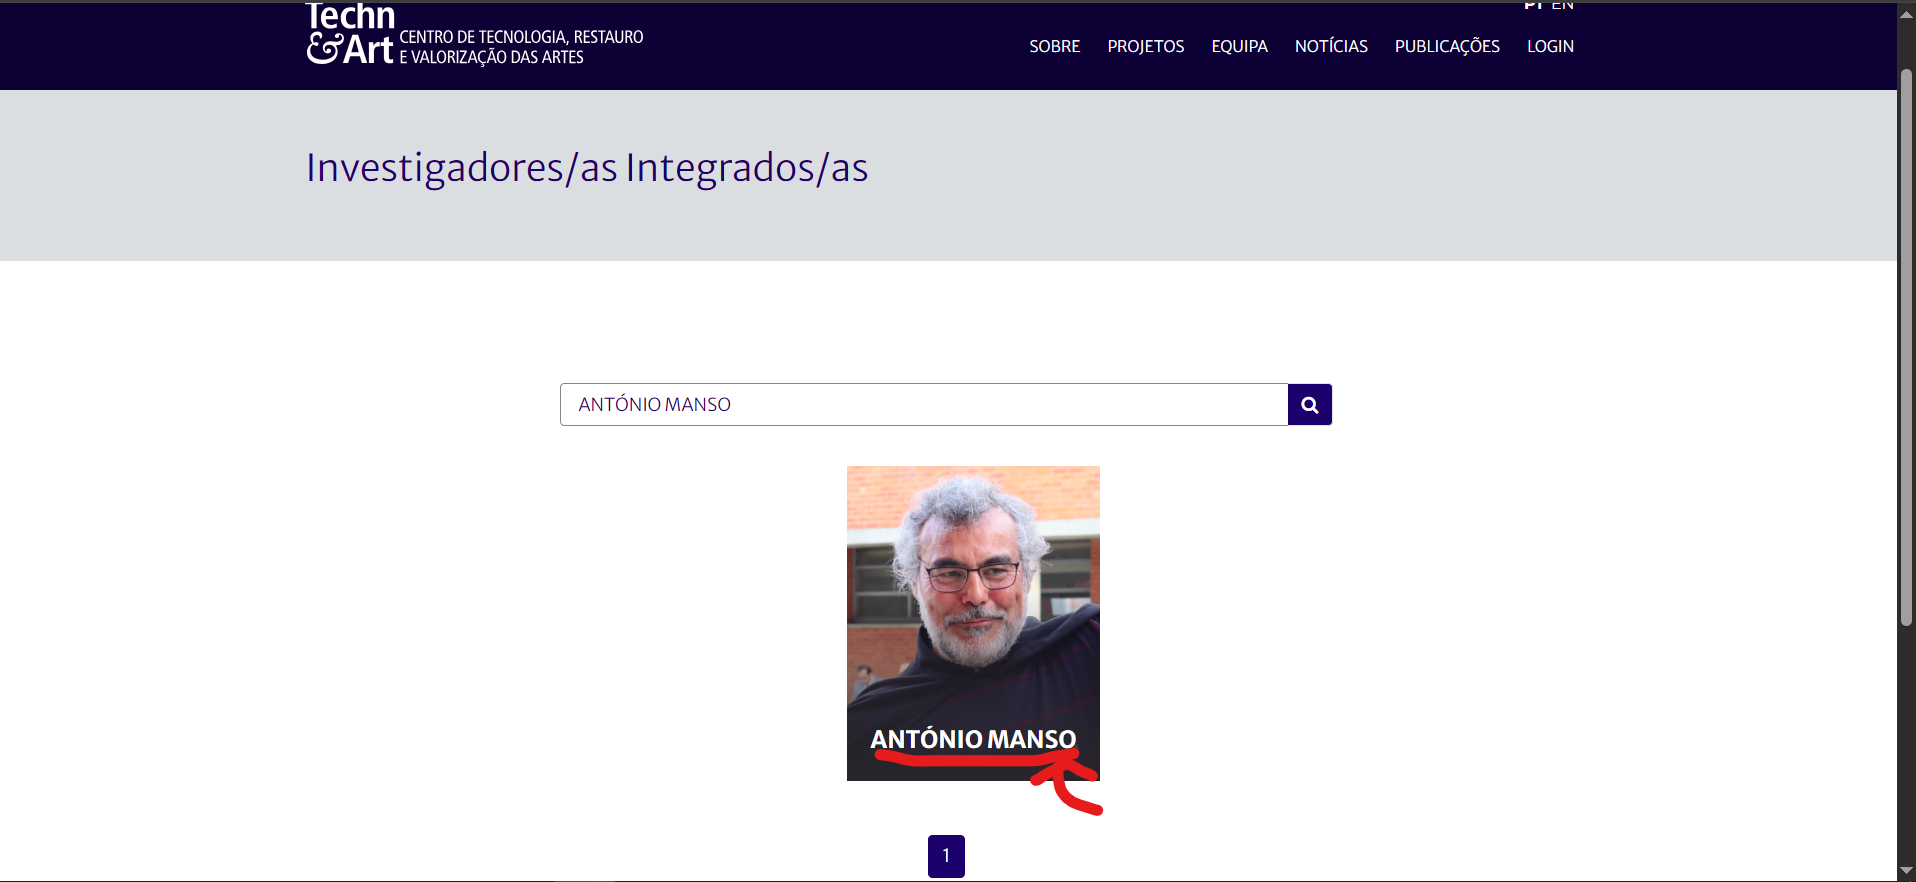 Techn
&Art CENTRO DE TECNOLOGIA, RESTAURO
E VALORIZAÇÃO DAS ARTES
PT EN
SOBRE PROJETOS EQUIPA NOTÍCIAS PUBLICAÇÕES LOGIN
Investigadores/as Integrados/as
ANTÓNIO MANSO
ANTÓNIO MANSO
1